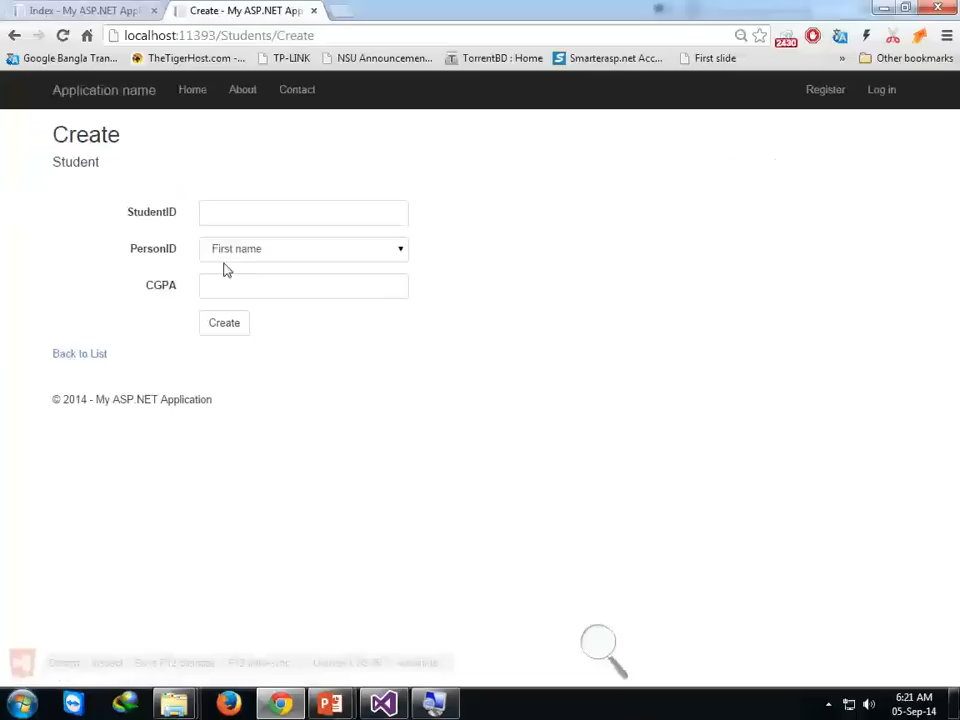 Index - My ASP.NET Appl
Create - My ASP.NET App
localhost:11393/Students/Create
2430
Google Bangla Tran...
TheTigerHost.com -...
TP-LINK
NSU Announcemen...
TorrentBD : Home
Smarterasp.net Acc...
First slide
»
Other bookmarks
Application name
Home
About
Contact
Register
Log in
Create
Student
StudentID
PersonID
First name
CGPA
Create
Back to List
© 2014 - My ASP.NET Application
6:21 AM
05-Sep-14